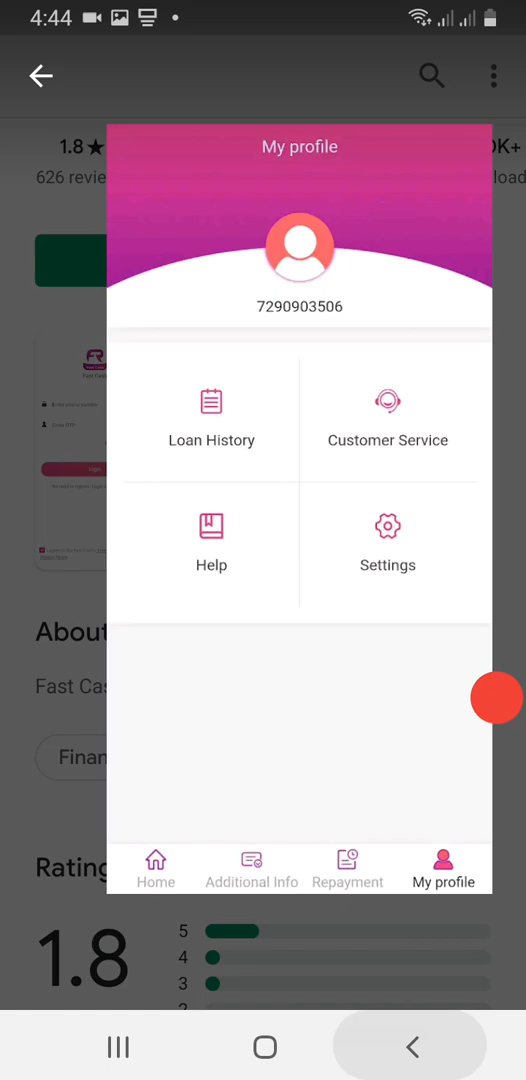 4:44
1.8★
K+
626 revie
load
My profile
7290903506
Loan History
Customer Service
Help
Settings
About
Fast Cas
Finan
Home
Additional Info
Repayment
My profile
Rating
1.8
5
4
3